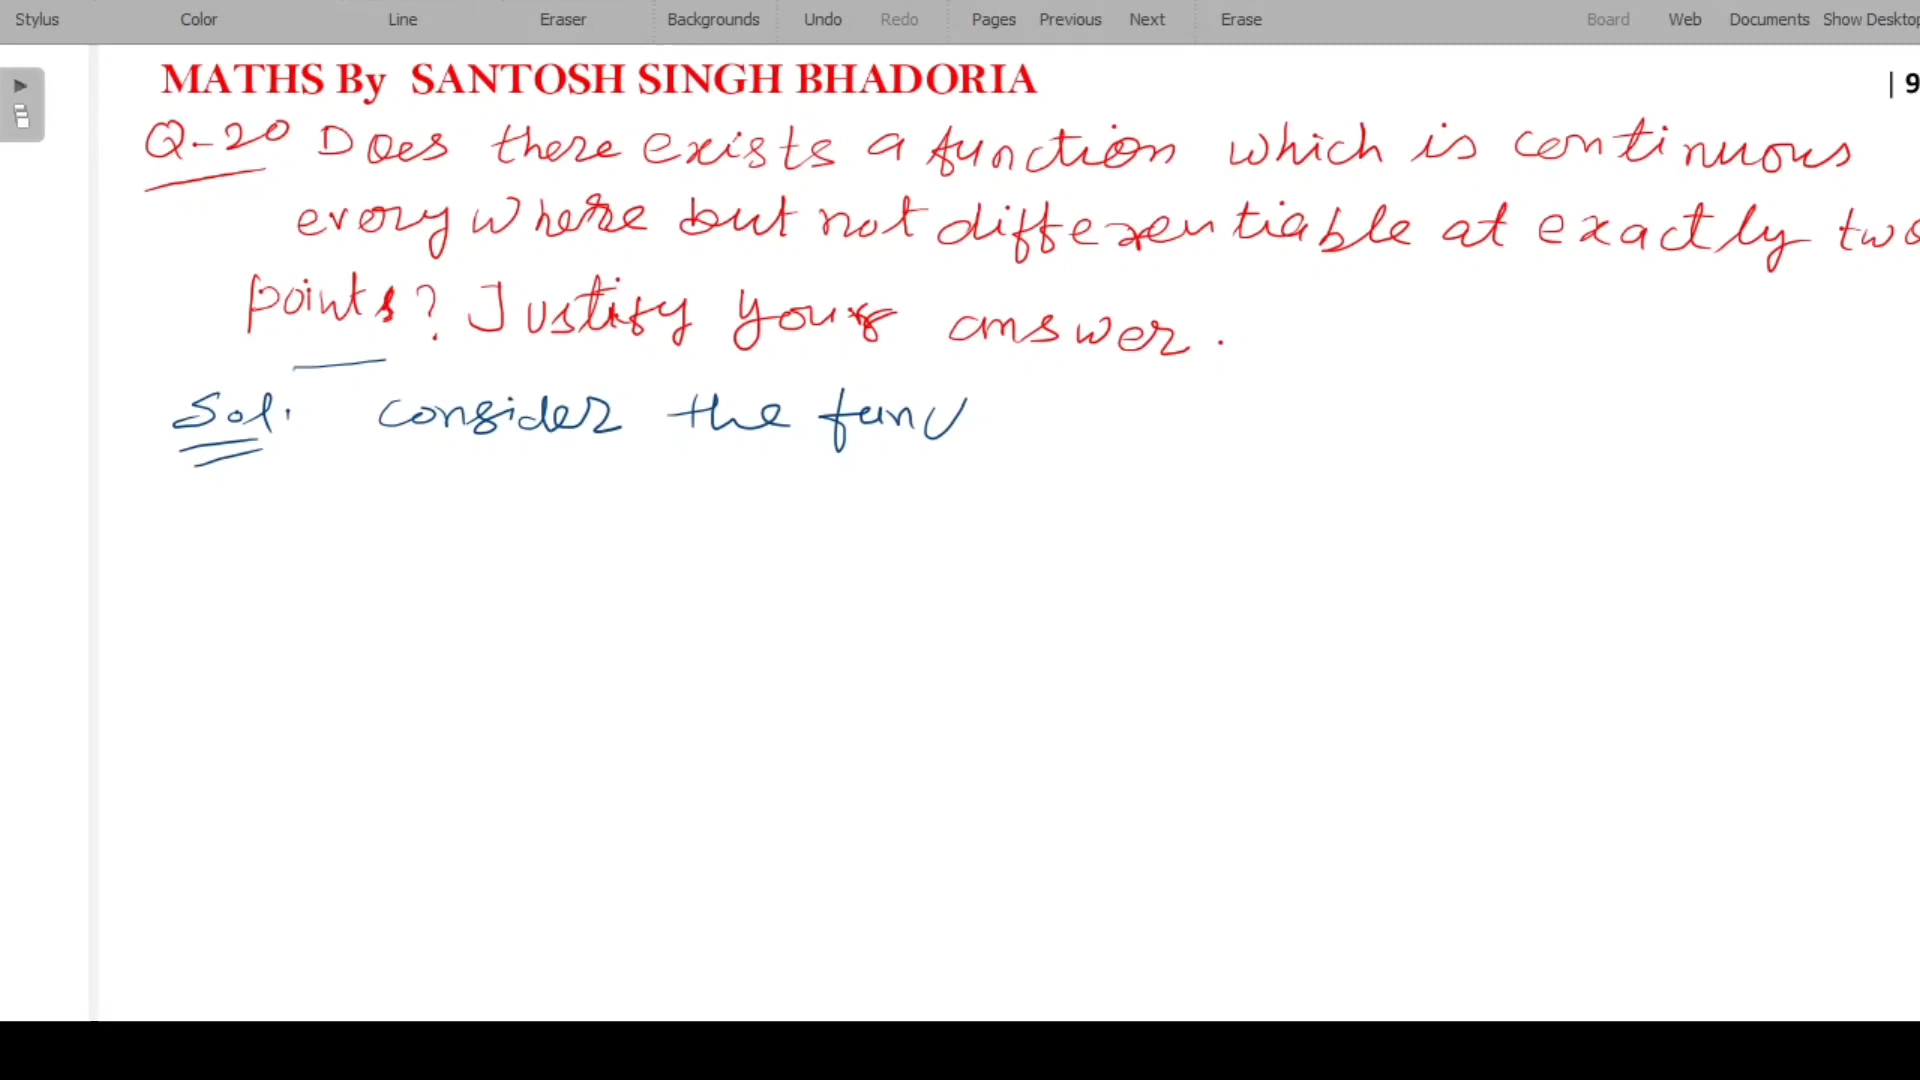 Stylus Color Line Eraser Backgrounds Undo Redo Pages Previous Next Erase Board Web Documents Show Desktop
MATHS By SANTOSH SINGH BHADORIA | 9
Q-20 Does there exists a function which is continuous
everywhere but not differentiable at exactly two
points? Justify your answer.
Sol. consider the func